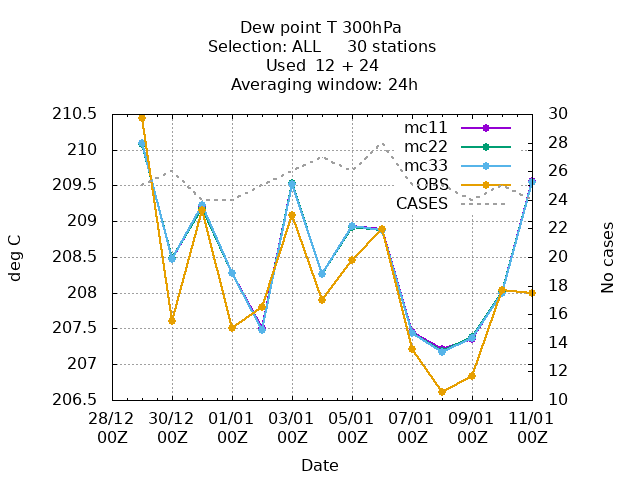 Dew point T 300hPa
Selection: ALL     30 stations
Used  12 + 24
Averaging window: 24h
210.5
210
209.5
209
208.5
208
207.5
207
206.5
deg C
30
28
26
24
22
20
18
16
14
12
10
No cases
mc11
mc22
mc33
OBS
CASES
28/12 30/12 01/01 03/01 05/01 07/01 09/01 11/01
00Z 00Z 00Z 00Z 00Z 00Z 00Z 00Z
Date